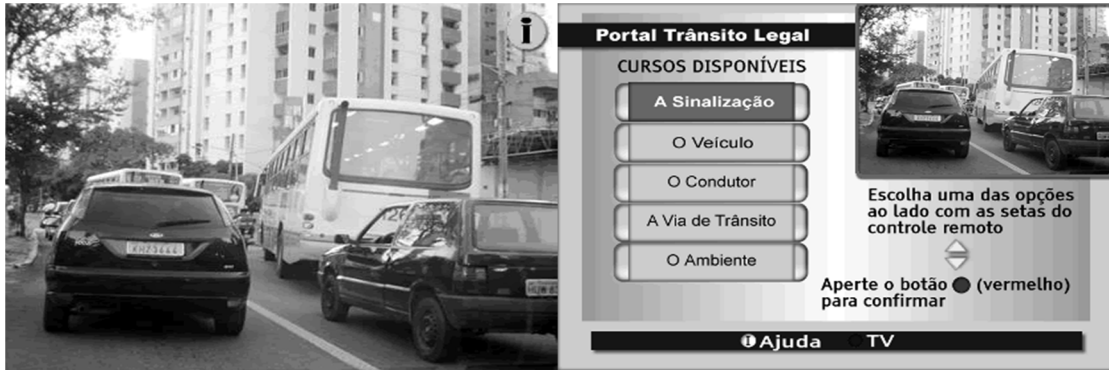 i
Portal Trânsito Legal
CURSOS DISPONÍVEIS
A Sinalização
O Veículo
O Condutor
A Via de Trânsito
O Ambiente
Escolha uma das opções
ao lado com as setas do
controle remoto
Aperte o botão (vermelho)
para confirmar
i Ajuda TV